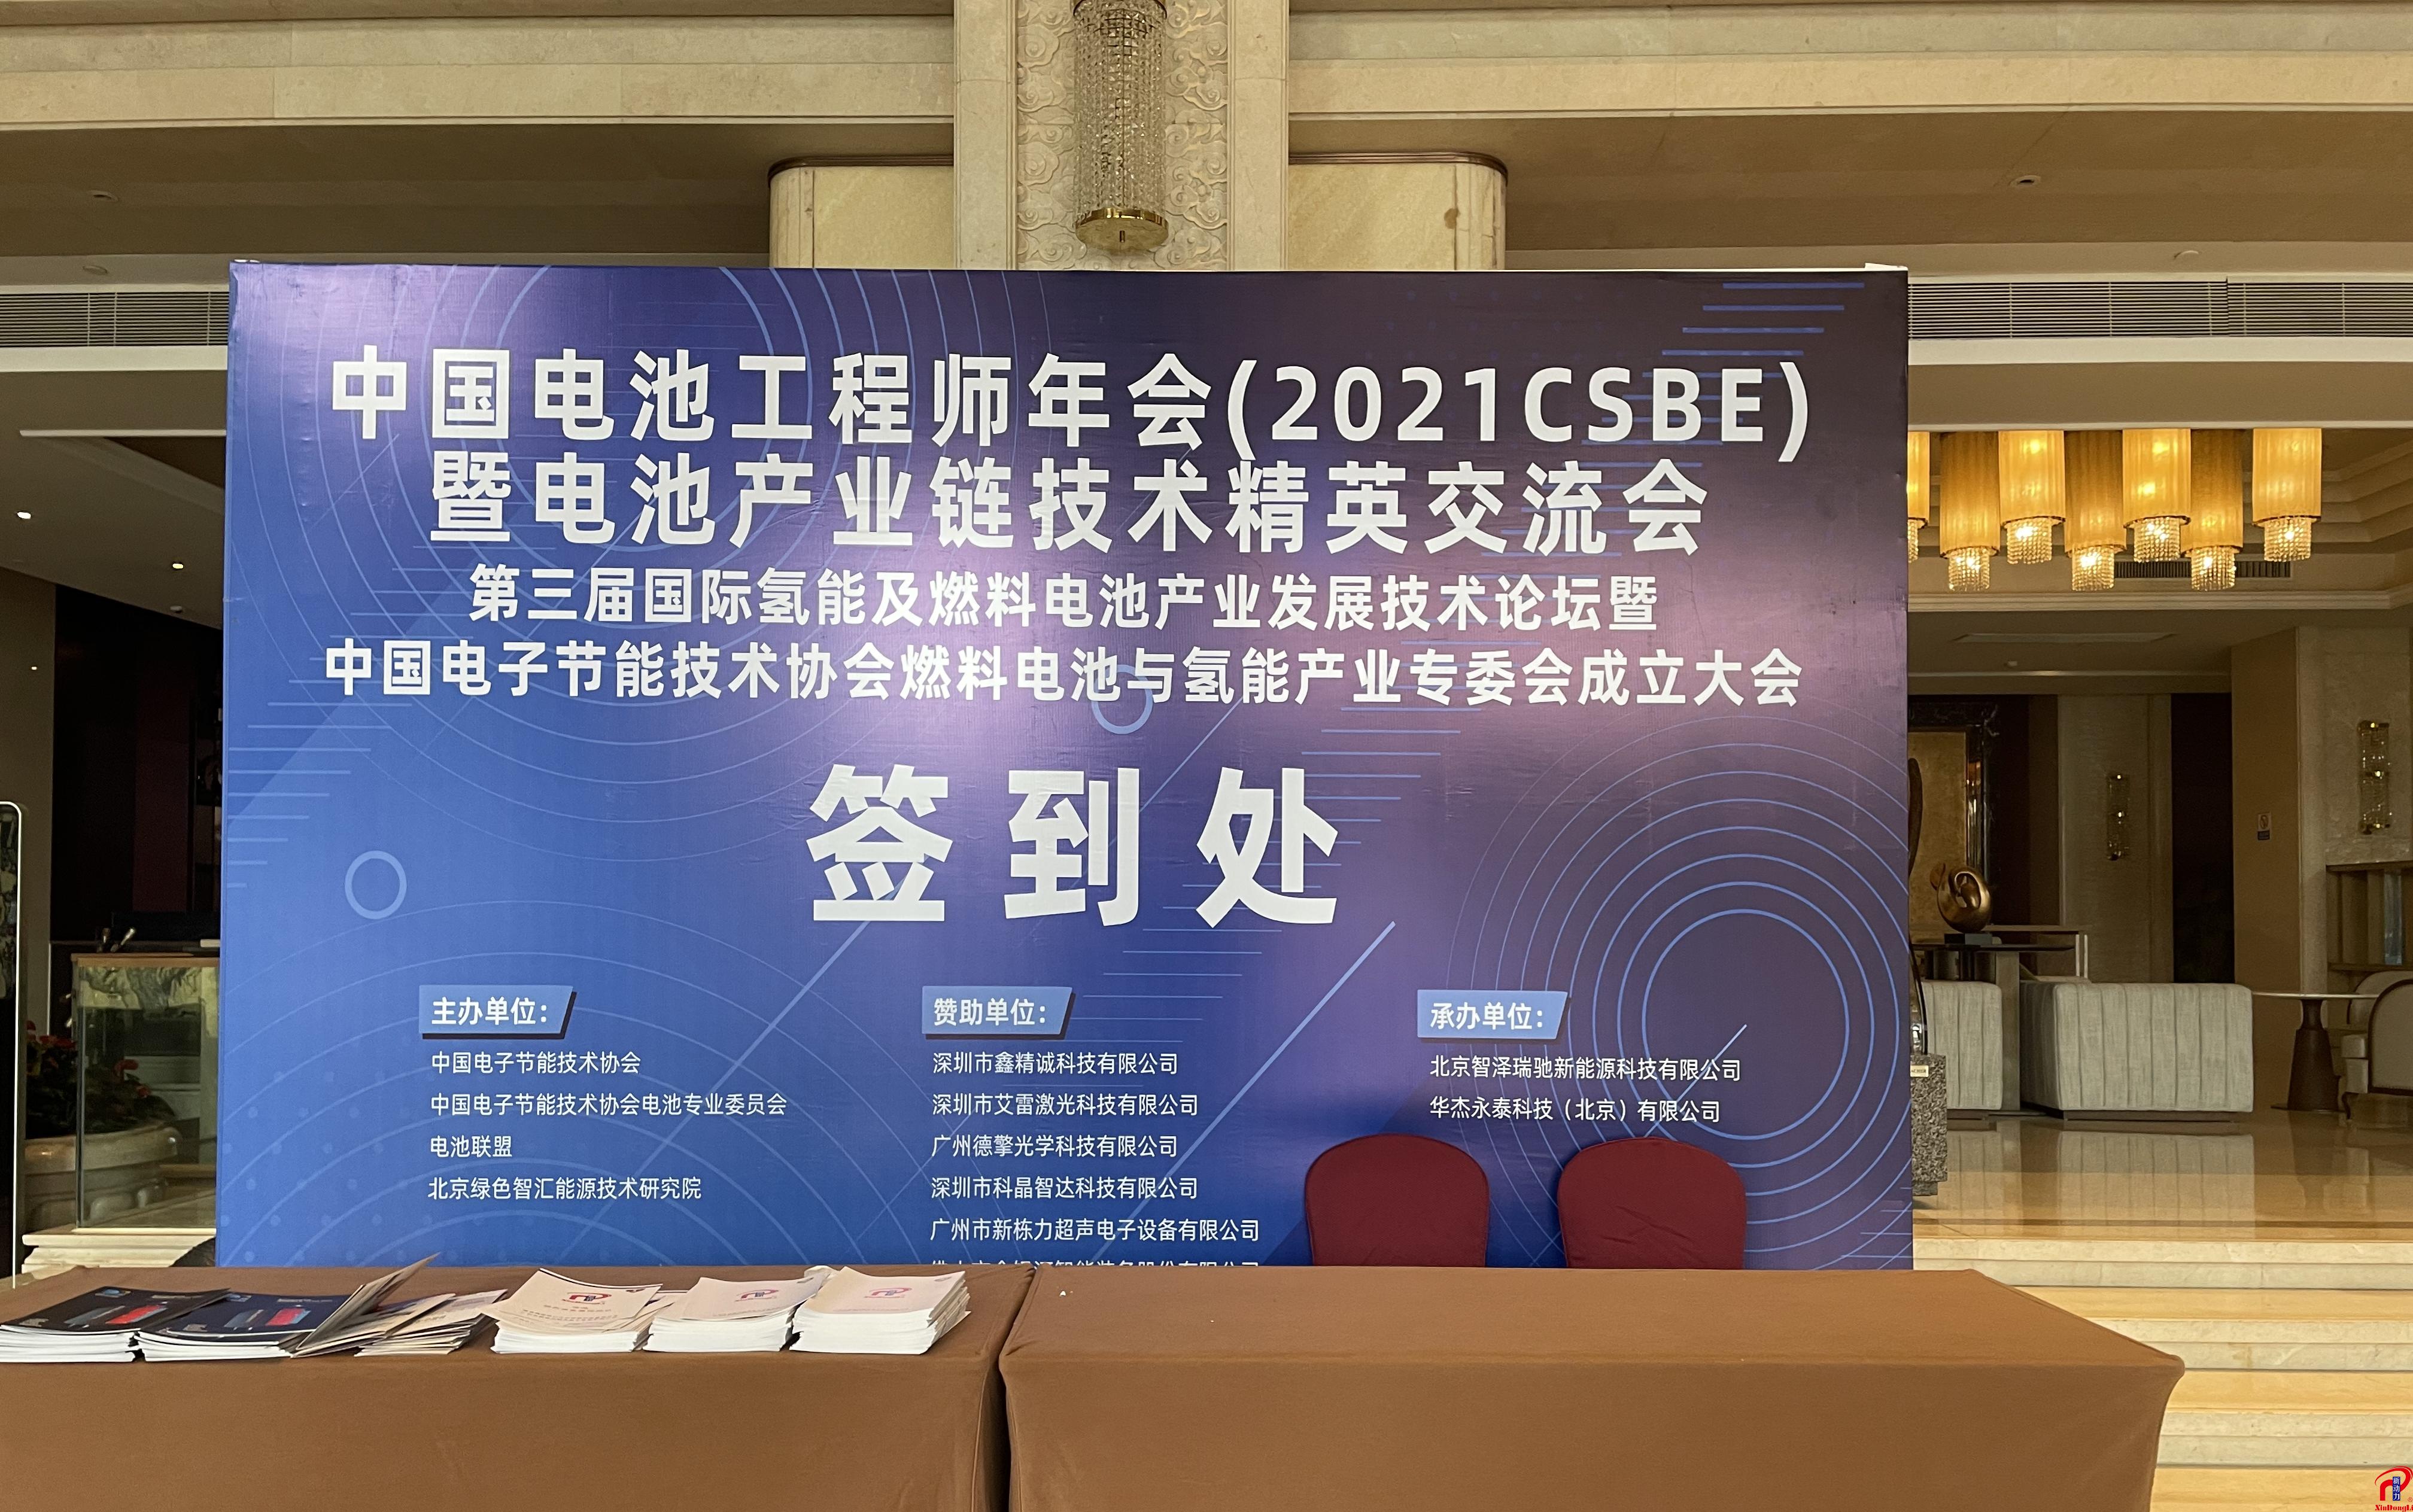 中国电池工程师年会(2021CSBE)
暨电池产业链技术精英交流会
第三届国际氢能及燃料电池产业发展技术论坛暨
中国电子节能技术协会燃料电池与氢能产业专委会成立大会
签到处
主办单位：
中国电子节能技术协会
中国电子节能技术协会电池专业委员会
电池联盟
北京绿色智汇能源技术研究院
赞助单位：
深圳市鑫精诚科技有限公司
深圳市艾雷激光科技有限公司
广州德擎光学科技有限公司
深圳市科晶智达科技有限公司
广州市新栋力超声电子设备有限公司
承办单位：
北京智泽瑞驰新能源科技有限公司
华杰永泰科技（北京）有限公司
XinDongLi